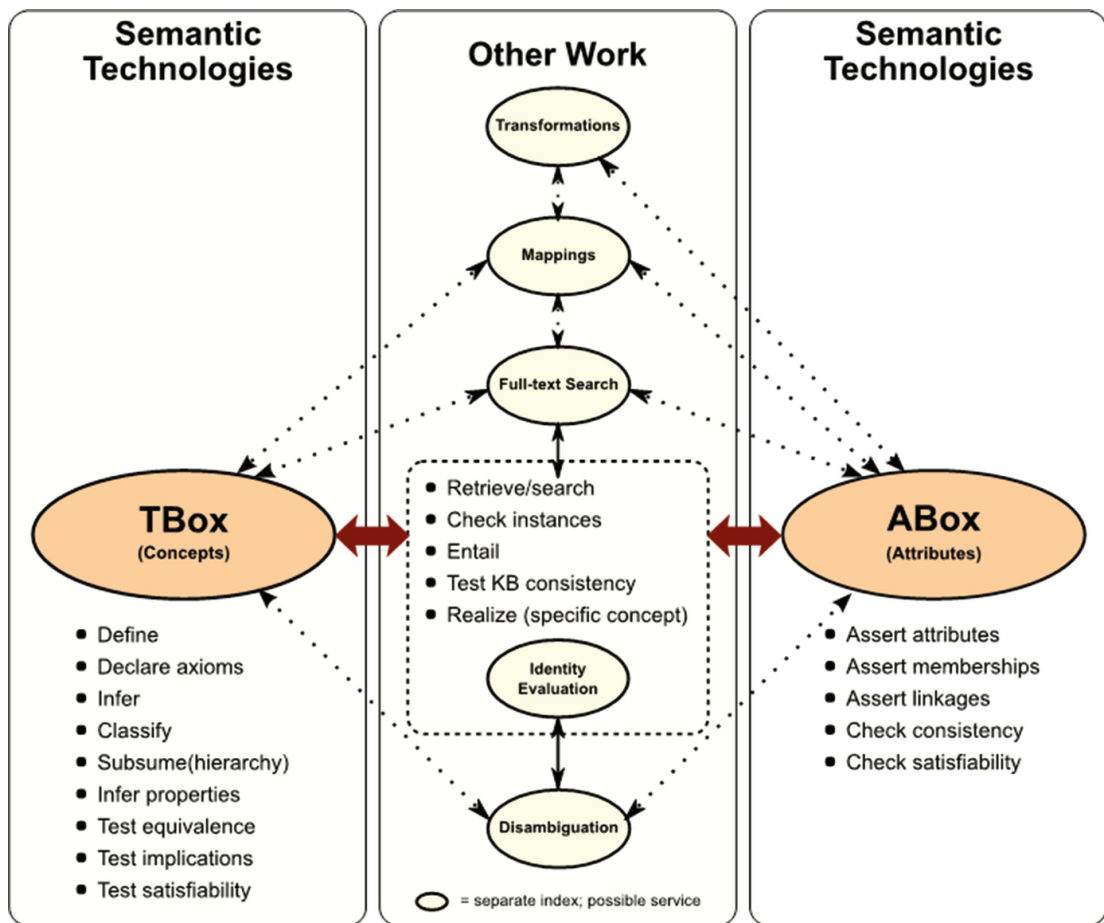 Semantic
Technologies
Other Work
Semantic
Technologies
Transformations
Mappings
Full-text Search
TBox
(Concepts)
• Define
• Declare axioms
• Infer
• Classify
• Subsume(hierarchy)
• Infer properties
• Test equivalence
• Test implications
• Test satisfiability
• Retrieve/search
• Check instances
• Entail
• Test KB consistency
• Realize (specific concept)
Identity
Evaluation
Disambiguation
= separate index; possible service
ABox
(Attributes)
• Assert attributes
• Assert memberships
• Assert linkages
• Check consistency
• Check satisfiability